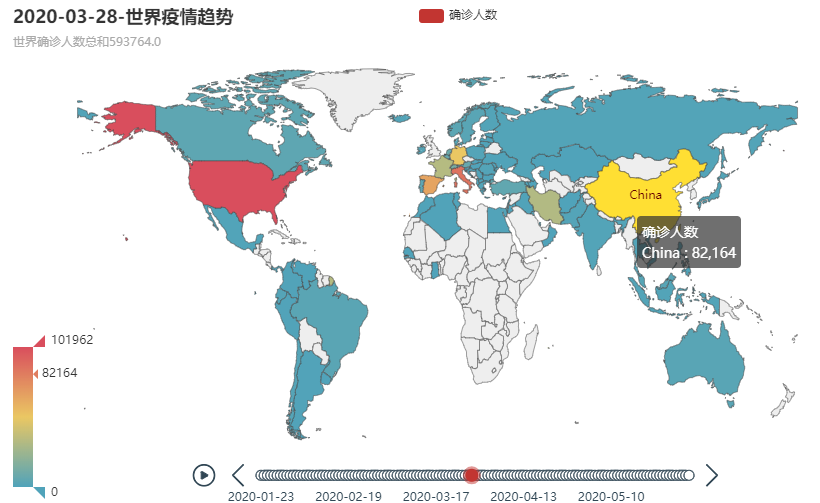 2020-03-28-世界疫情趋势
确诊人数
世界确诊人数总和593764.0
China
确诊人数
China : 82,164
101962
82164
0
2020-01-23
2020-02-19
2020-03-17
2020-04-13
2020-05-10